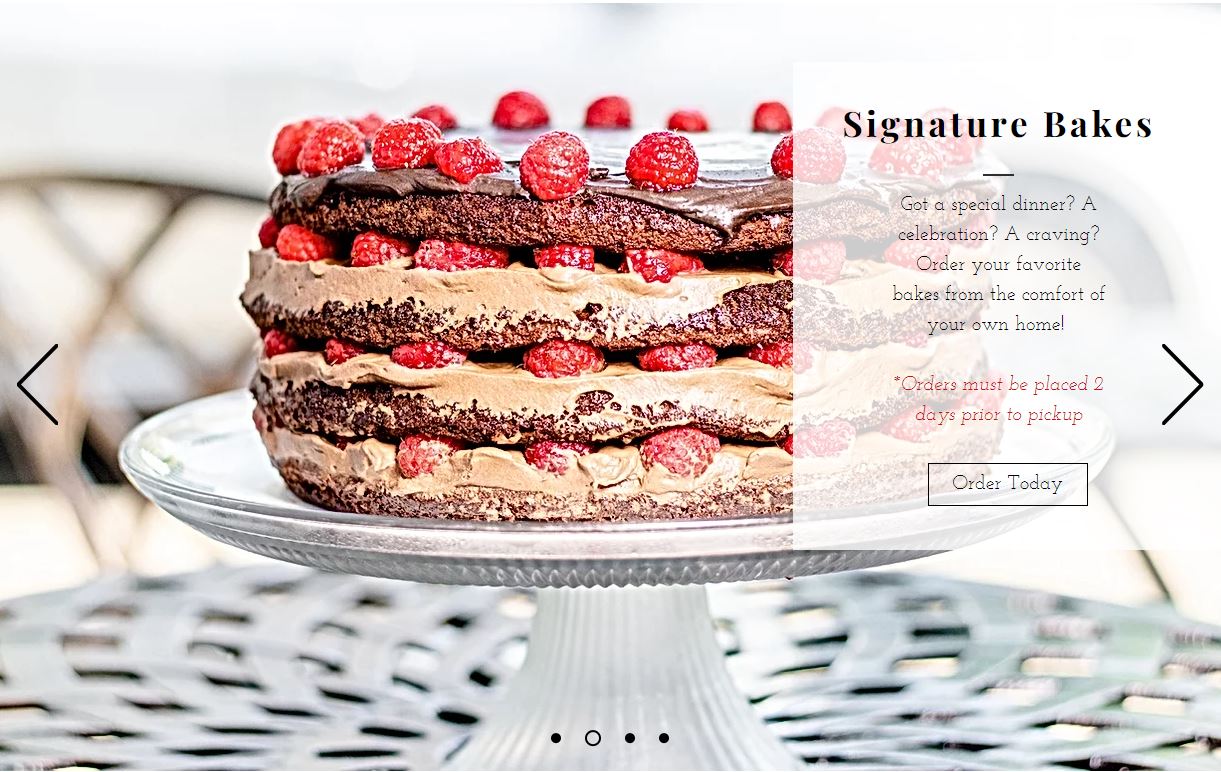 Signature Bakes
Got a special dinner? A
celebration? A craving?
Order your favorite
bakes from the comfort of
your own home!
*Orders must be placed 2
days prior to pickup
Order Today